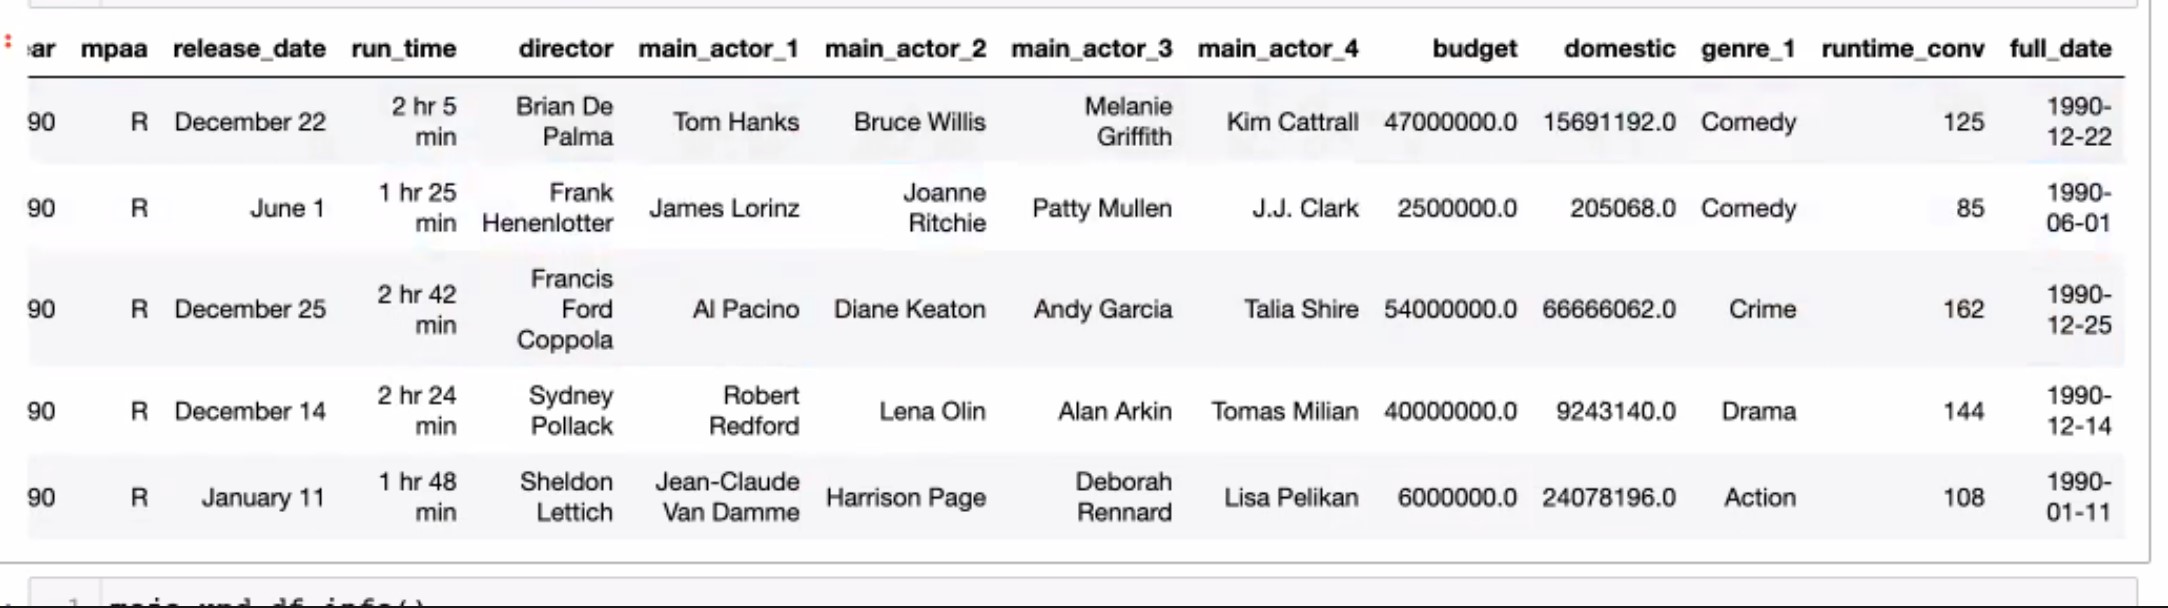 ar mpaa release_date run_time director main_actor_1 main_actor_2 main_actor_3 main_actor_4 budget domestic genre_1 runtime_conv full_date
90 R December 22 2 hr 5 min Brian De Palma Tom Hanks Bruce Willis Melanie Griffith Kim Cattrall 47000000.0 15691192.0 Comedy 125 1990-12-22
90 R June 1 1 hr 25 min Frank Henenlotter James Lorinz Joanne Ritchie Patty Mullen J.J. Clark 2500000.0 205068.0 Comedy 85 1990-06-01
90 R December 25 2 hr 42 min Francis Ford Coppola Al Pacino Diane Keaton Andy Garcia Talia Shire 54000000.0 66666062.0 Crime 162 1990-12-25
90 R December 14 2 hr 24 min Sydney Pollack Robert Redford Lena Olin Alan Arkin Tomas Milian 40000000.0 9243140.0 Drama 144 1990-12-14
90 R January 11 1 hr 48 min Sheldon Lettich Jean-Claude Van Damme Harrison Page Deborah Rennard Lisa Pelikan 6000000.0 24078196.0 Action 108 1990-01-11